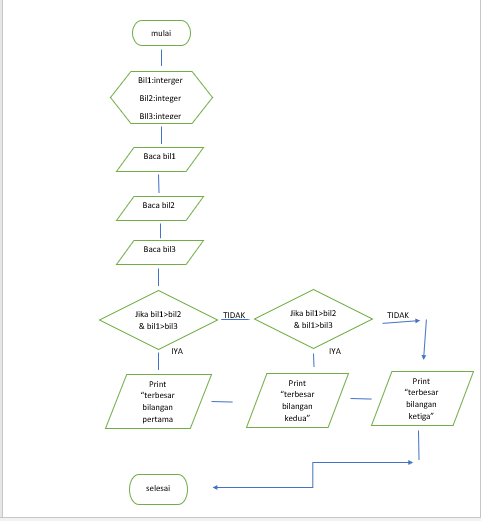 mulai
Bil1:interger
Bil2:integer
BIl3:integer
Baca bil1
Baca bil2
Baca bil3
Jika bil1>bil2
& bil1>bil3
TIDAK
Jika bil1>bil2
& bil1>bil3
TIDAK
IYA
IYA
Print
"terbesar
bilangan
pertama
Print
"terbesar
bilangan
kedua"
Print
"terbesar
bilangan
ketiga"
selesai